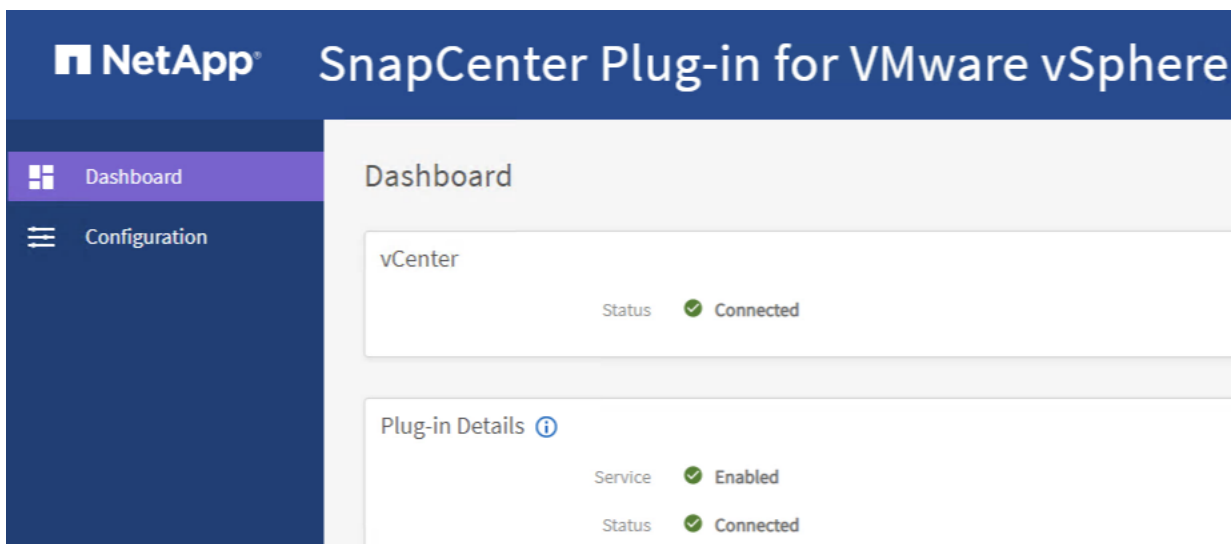 NetApp® SnapCenter Plug-in for VMware vSphere
Dashboard
Configuration
Dashboard
vCenter
Status Connected
Plug-in Details
Service Enabled
Status Connected